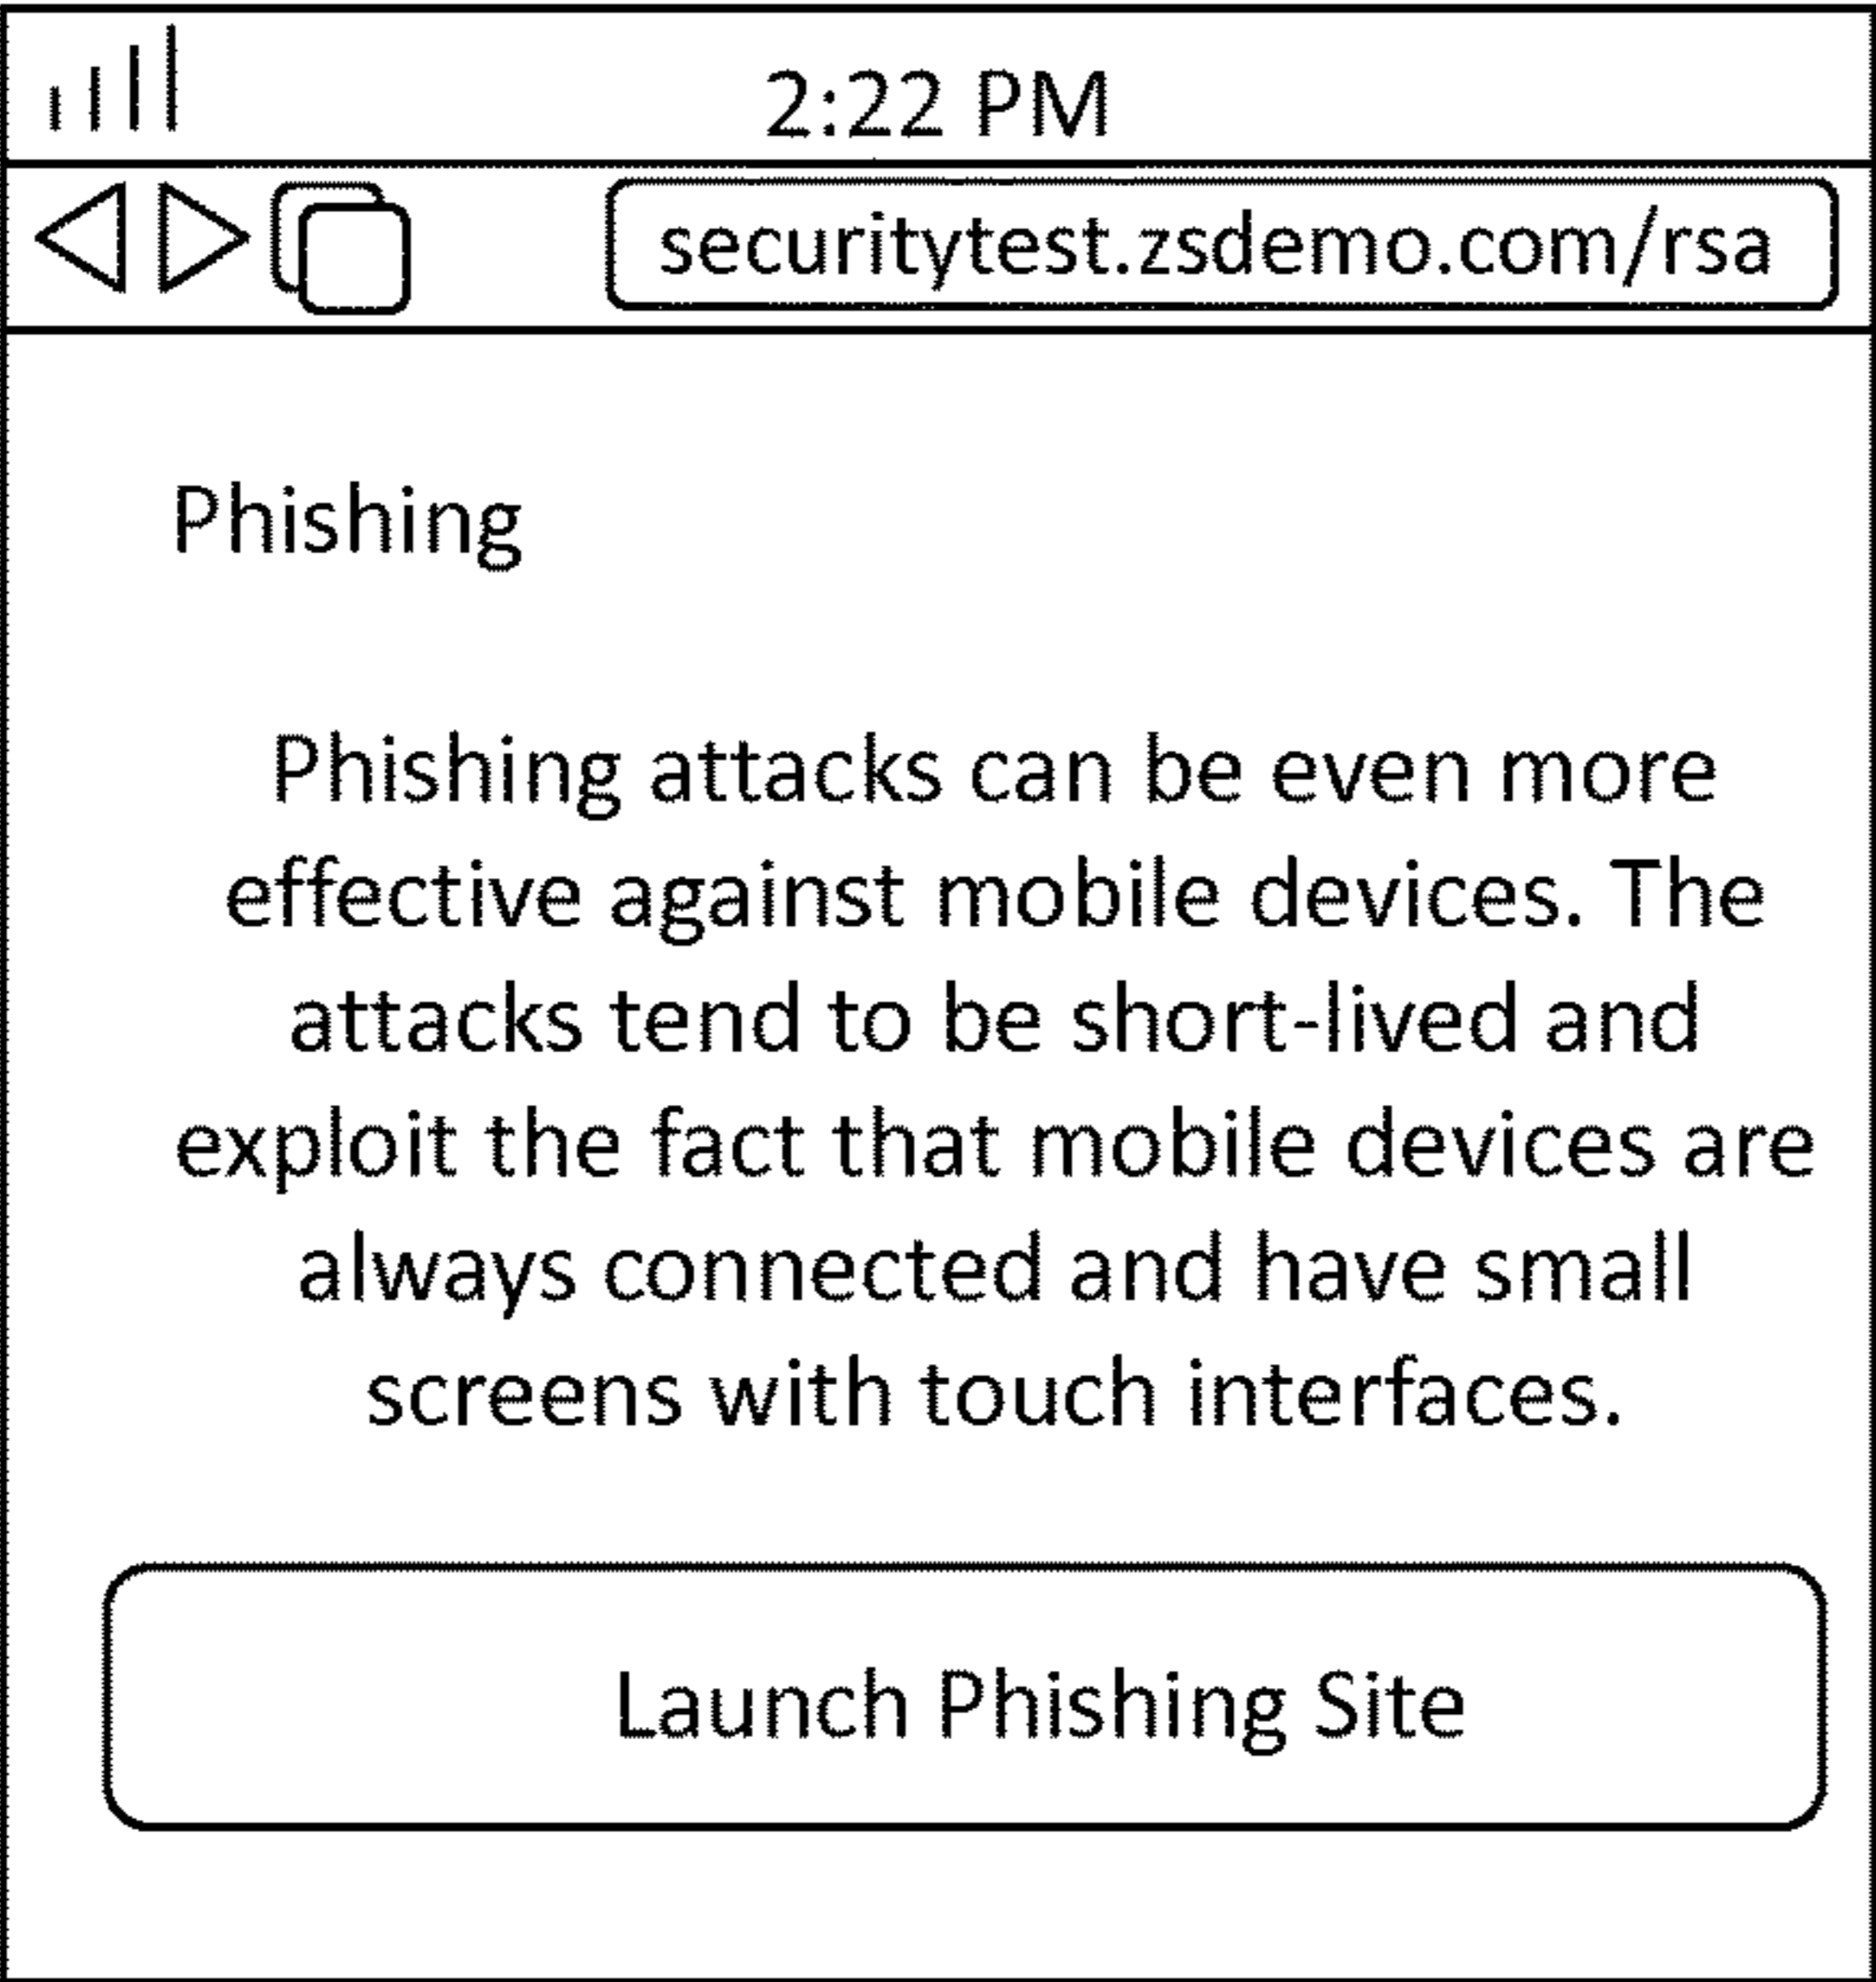 2:22 PM
securitytest.zsdemo.com/rsa
Phishing
Phishing attacks can be even more
effective against mobile devices. The
attacks tend to be short-lived and
exploit the fact that mobile devices are
always connected and have small
screens with touch interfaces.
Launch Phishing Site